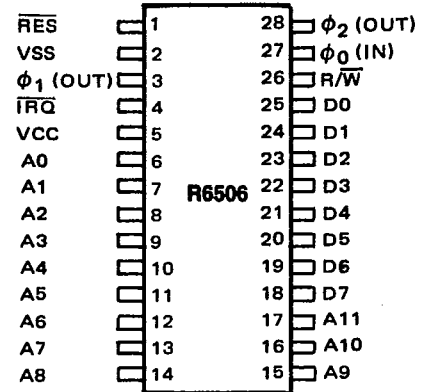 R̅E̅S̅ 1 28 ϕ2 (OUT)
VSS 2 27 ϕ0 (IN)
ϕ1 (OUT) 3 26 R/W̅
I̅R̅Q̅ 4 25 D0
VCC 5 24 D1
A0 6 23 D2
A1 7 R6506 22 D3
A2 8 21 D4
A3 9 20 D5
A4 10 19 D6
A5 11 18 D7
A6 12 17 A11
A7 13 16 A10
A8 14 15 A9